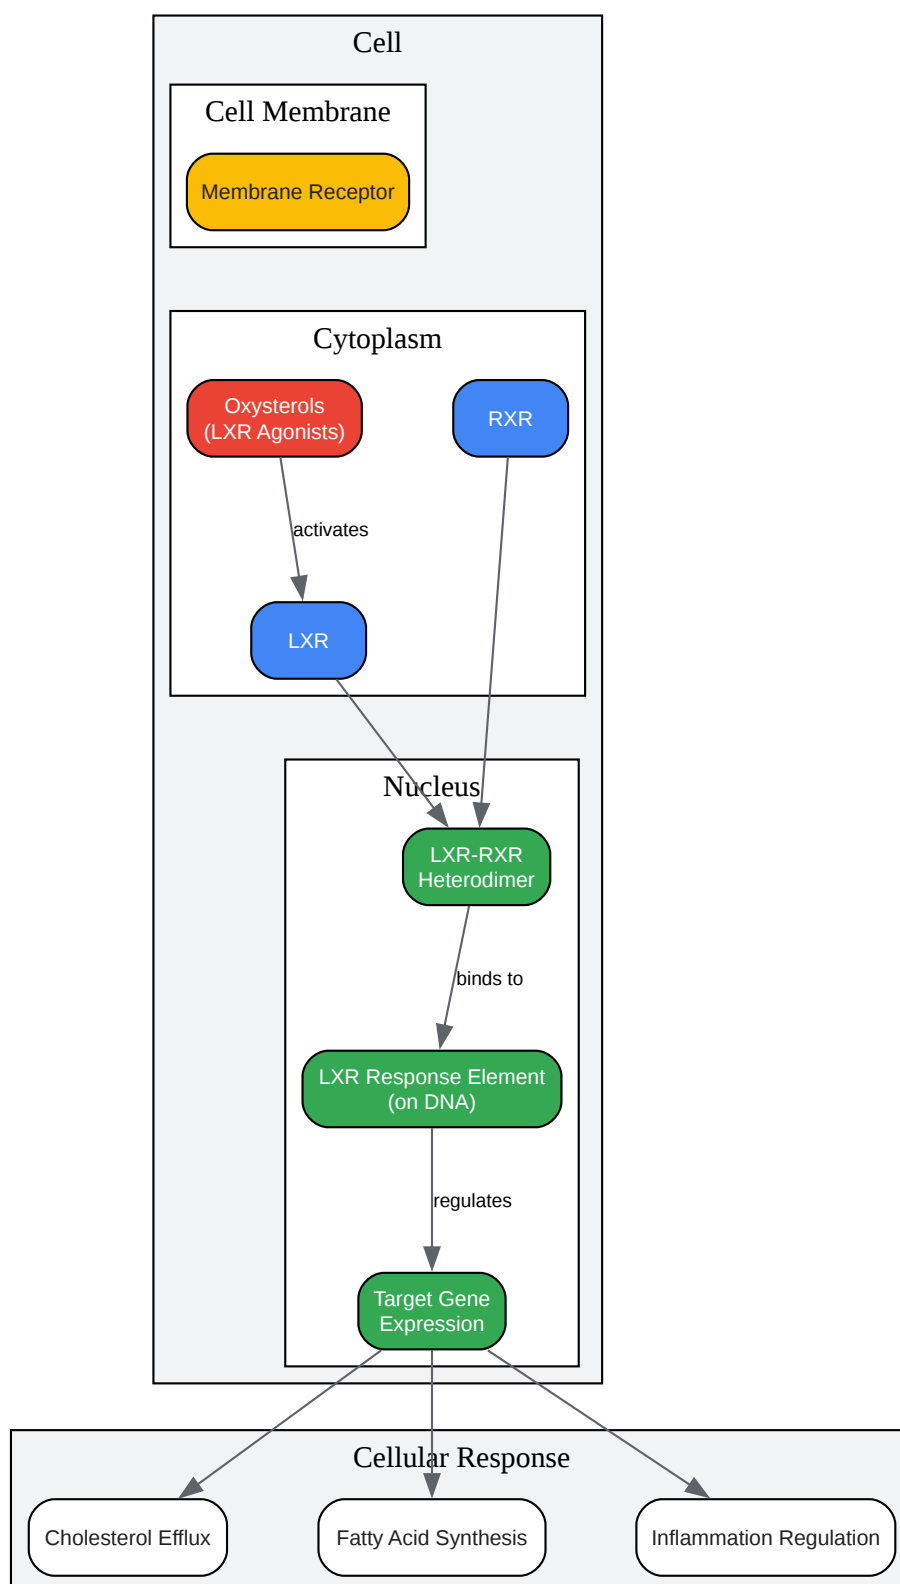 Cell
Cell Membrane
Membrane Receptor
Cytoplasm
Oxysterols
(LXR Agonists)
RXR
activates
LXR
Nucleus
LXR-RXR
Heterodimer
binds to
LXR Response Element
(on DNA)
regulates
Target Gene
Expression
Cellular Response
Cholesterol Efflux
Fatty Acid Synthesis
Inflammation Regulation